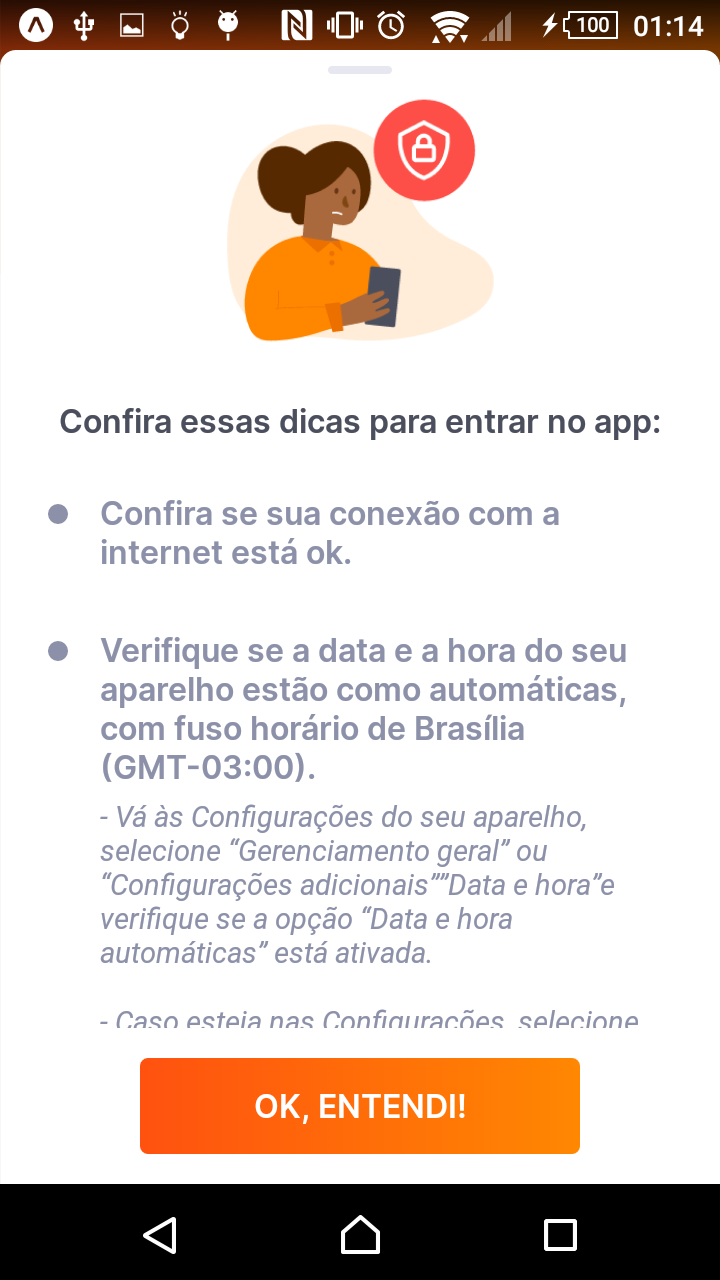 100 01:14
Confira essas dicas para entrar no app:
Confira se sua conexão com a
internet está ok.
Verifique se a data e a hora do seu
aparelho estão como automáticas,
com fuso horário de Brasília
(GMT-03:00).
- Vá às Configurações do seu aparelho,
selecione “Gerenciamento geral” ou
“Configurações adicionais””Data e hora”e
verifique se a opção “Data e hora
automáticas” está ativada.
- Caso esteja nas Configurações, selecione
OK, ENTENDI!